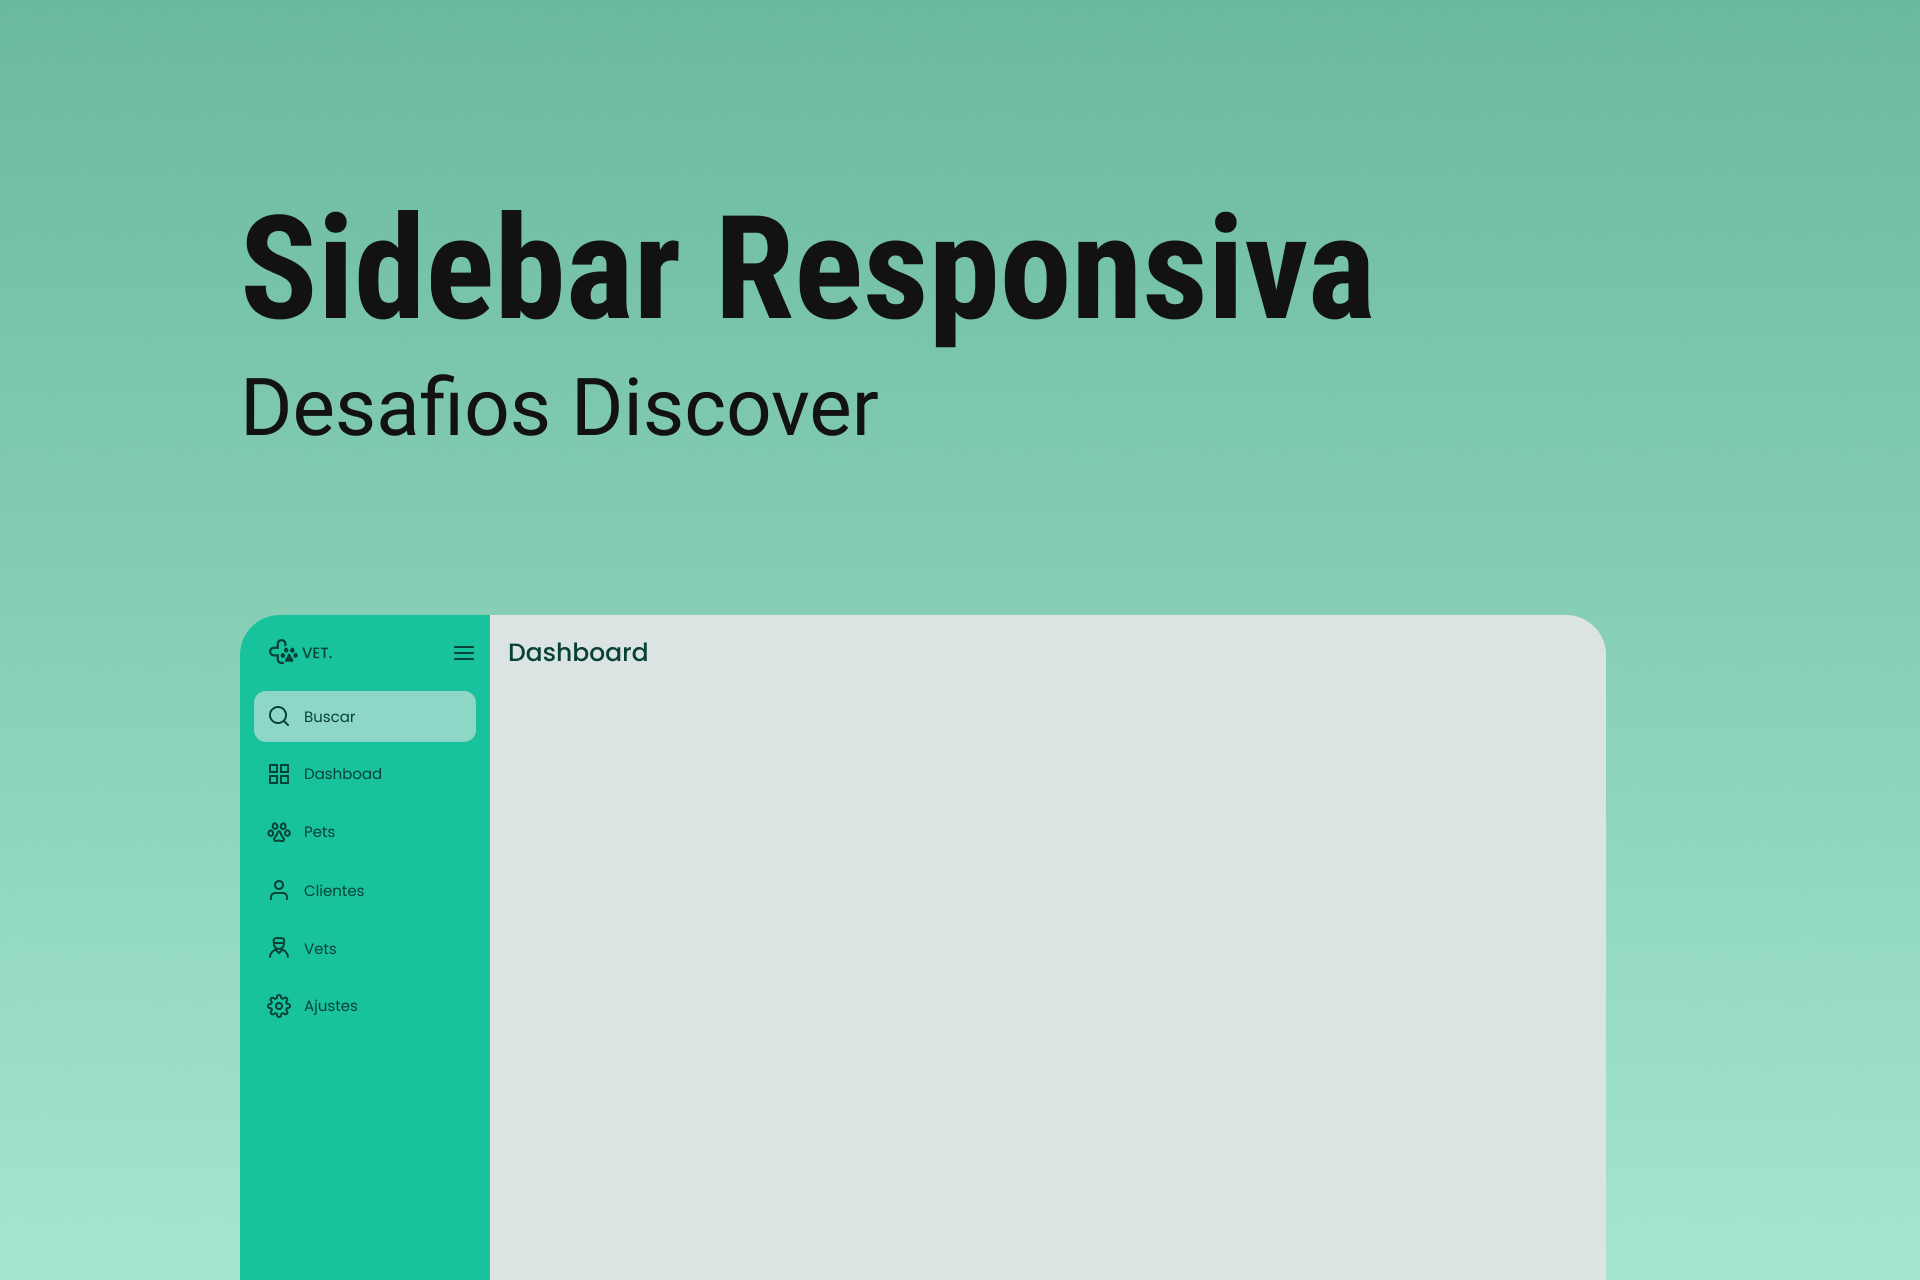 Sidebar Responsiva
Desafios Discover
VET.
Dashboard
Buscar
Dashboad
Pets
Clientes
Vets
Ajustes